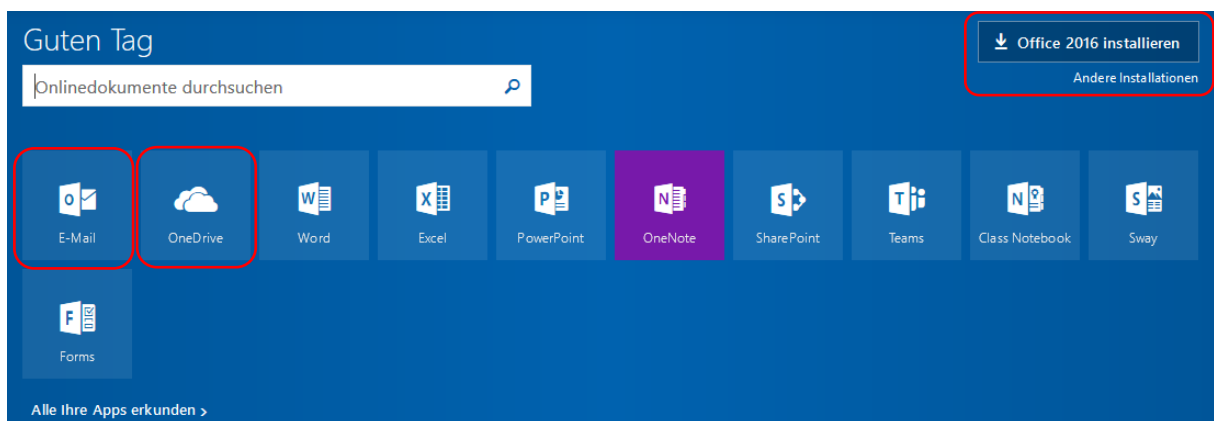 Guten Tag
Office 2016 installieren
Onlinedokumente durchsuchen
Andere Installationen
E-Mail
OneDrive
Word
Excel
PowerPoint
OneNote
SharePoint
Teams
Class Notebook
Sway
Forms
Alle Ihre Apps erkunden >